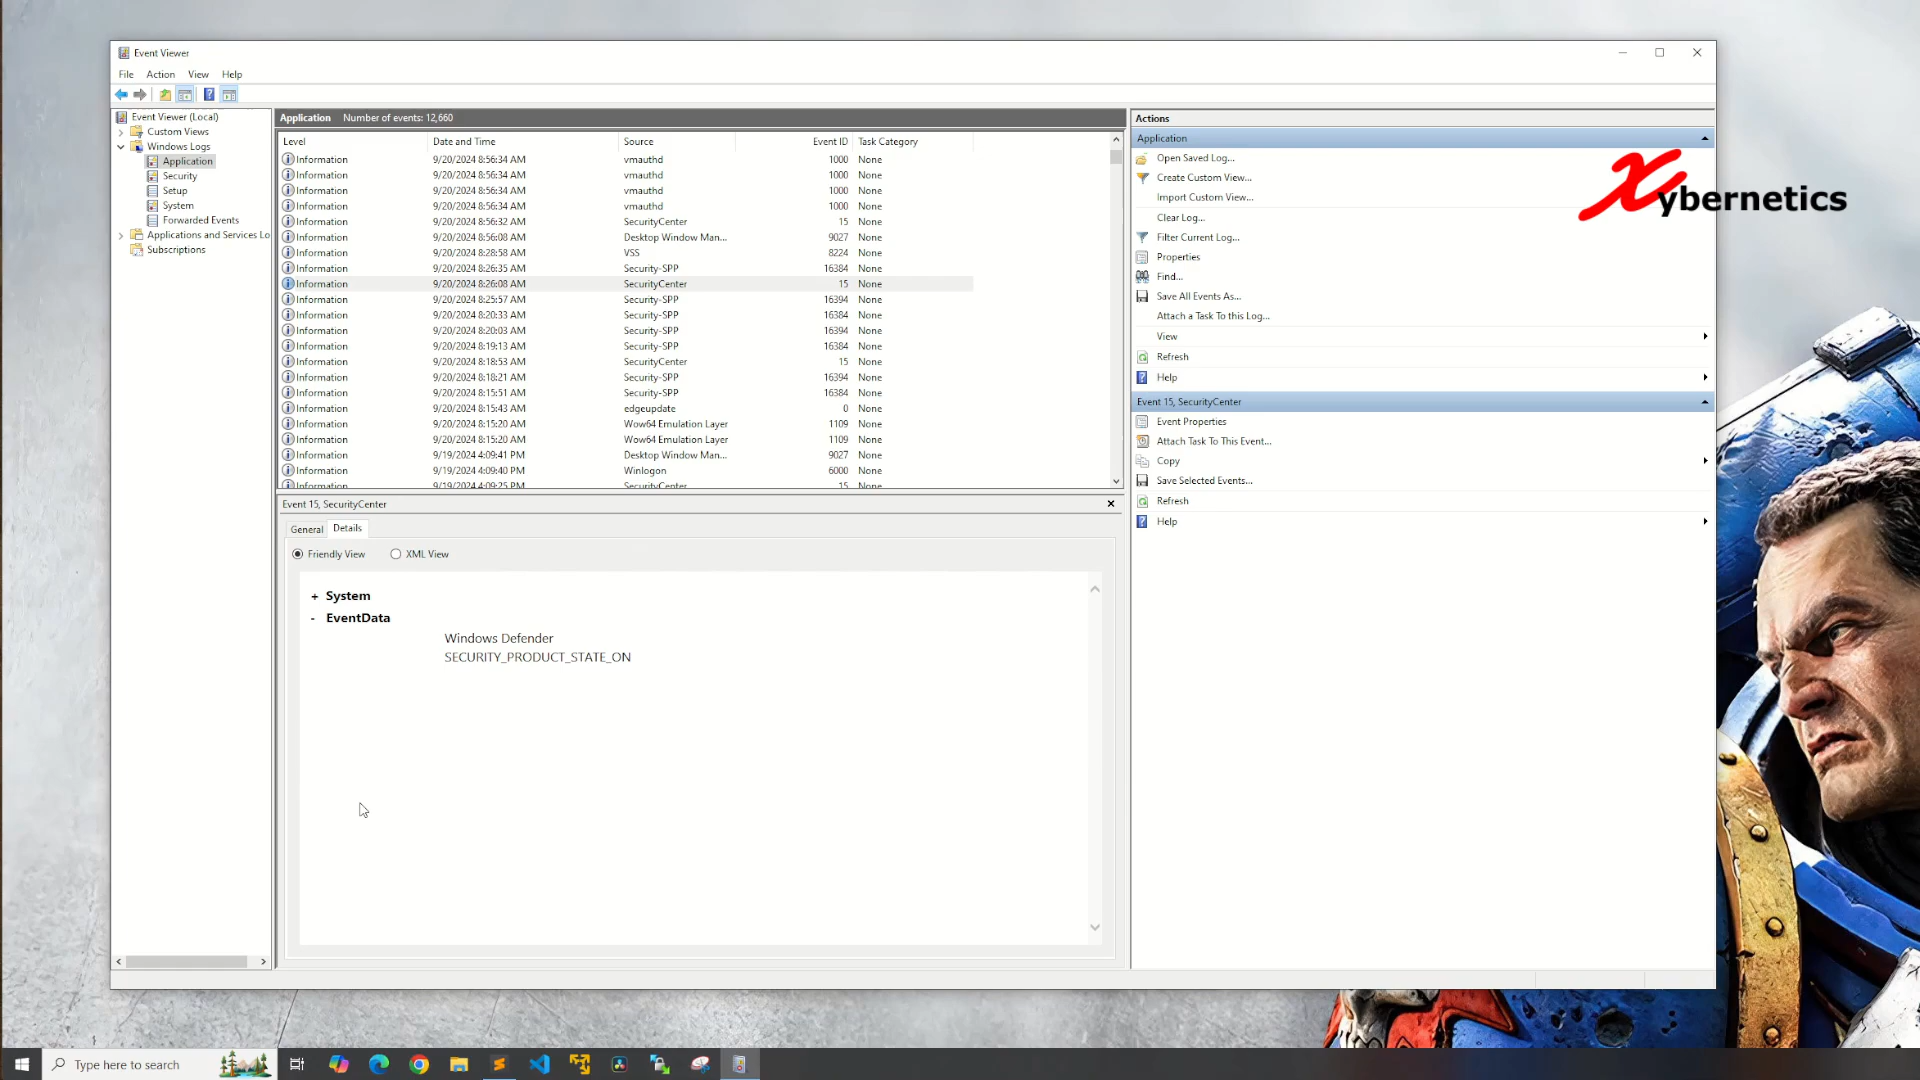 Event Viewer
File Action View Help
Event Viewer (Local)
Custom Views
Windows Logs
Application
Security
Setup
System
Forwarded Events
Applications and Services Lo
Subscriptions
Application Number of events: 12,660
Level Date and Time Source Event ID Task Category
Information 9/20/2024 8:56:34 AM vmauthd 1000 None
Information 9/20/2024 8:56:34 AM vmauthd 1000 None
Information 9/20/2024 8:56:34 AM vmauthd 1000 None
Information 9/20/2024 8:56:34 AM vmauthd 1000 None
Information 9/20/2024 8:56:32 AM SecurityCenter 15 None
Information 9/20/2024 8:56:08 AM Desktop Window Man... 9027 None
Information 9/20/2024 8:28:58 AM VSS 8224 None
Information 9/20/2024 8:26:35 AM Security-SPP 16384 None
Information 9/20/2024 8:26:08 AM SecurityCenter 15 None
Information 9/20/2024 8:25:57 AM Security-SPP 16394 None
Information 9/20/2024 8:20:33 AM Security-SPP 16384 None
Information 9/20/2024 8:20:03 AM Security-SPP 16394 None
Information 9/20/2024 8:19:13 AM Security-SPP 16384 None
Information 9/20/2024 8:18:53 AM SecurityCenter 15 None
Information 9/20/2024 8:18:21 AM Security-SPP 16394 None
Information 9/20/2024 8:15:51 AM Security-SPP 16384 None
Information 9/20/2024 8:15:43 AM edgeupdate 0 None
Information 9/20/2024 8:15:20 AM Wow64 Emulation Layer 1109 None
Information 9/20/2024 8:15:20 AM Wow64 Emulation Layer 1109 None
Information 9/19/2024 4:09:41 PM Desktop Window Man... 9027 None
Information 9/19/2024 4:09:40 PM Winlogon 6000 None
Information 9/19/2024 4:09:25 PM SecurityCenter 15 None
Event 15, SecurityCenter
General Details
Friendly View XML View
+ System
- EventData
Windows Defender
SECURITY_PRODUCT_STATE_ON
Actions
Application
Open Saved Log...
Create Custom View...
Import Custom View...
Clear Log...
Filter Current Log...
Properties
Find...
Save All Events As...
Attach a Task To this Log...
View
Refresh
Help
Event 15, SecurityCenter
Event Properties
Attach Task To This Event...
Copy
Save Selected Events...
Refresh
Help
Xybernetics
Type here to search